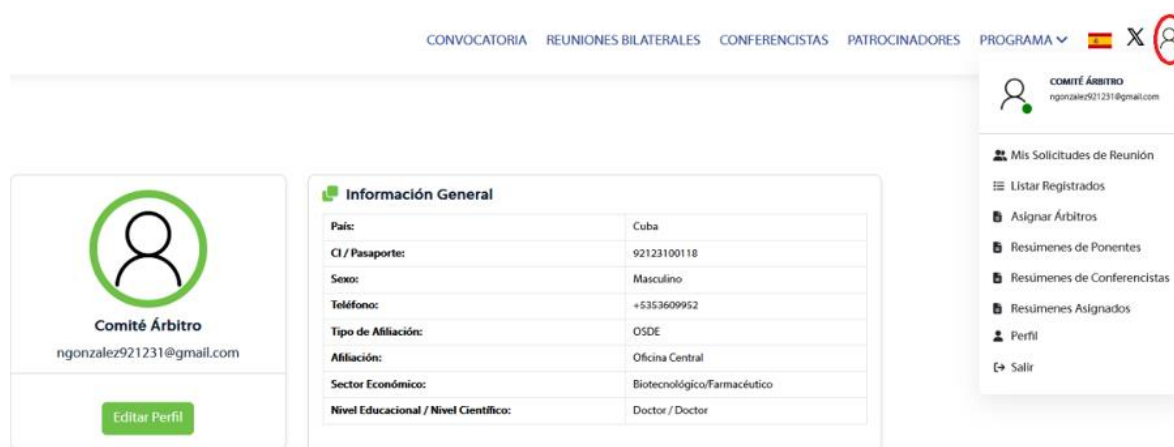 CONVOCATORIA REUNIONES BILATERALES CONFERENCISTAS PATROCINADORES PROGRAMA X
COMITÉ ÁRBITRO
ngonzalez921231@gmail.com
Mis Solicitudes de Reunión
Listar Registrados
Asignar Árbitros
Resúmenes de Ponentes
Resúmenes de Conferencistas
Resúmenes Asignados
Perfil
Salir
Comité Árbitro
ngonzalez921231@gmail.com
Editar Perfil
Información General
País: Cuba
CI / Pasaporte: 92123100118
Sexo: Masculino
Teléfono: +5353609952
Tipo de Afiliación: OSDE
Afiliación: Oficina Central
Sector Económico: Biotecnológico/Farmacéutico
Nivel Educacional / Nivel Científico: Doctor / Doctor